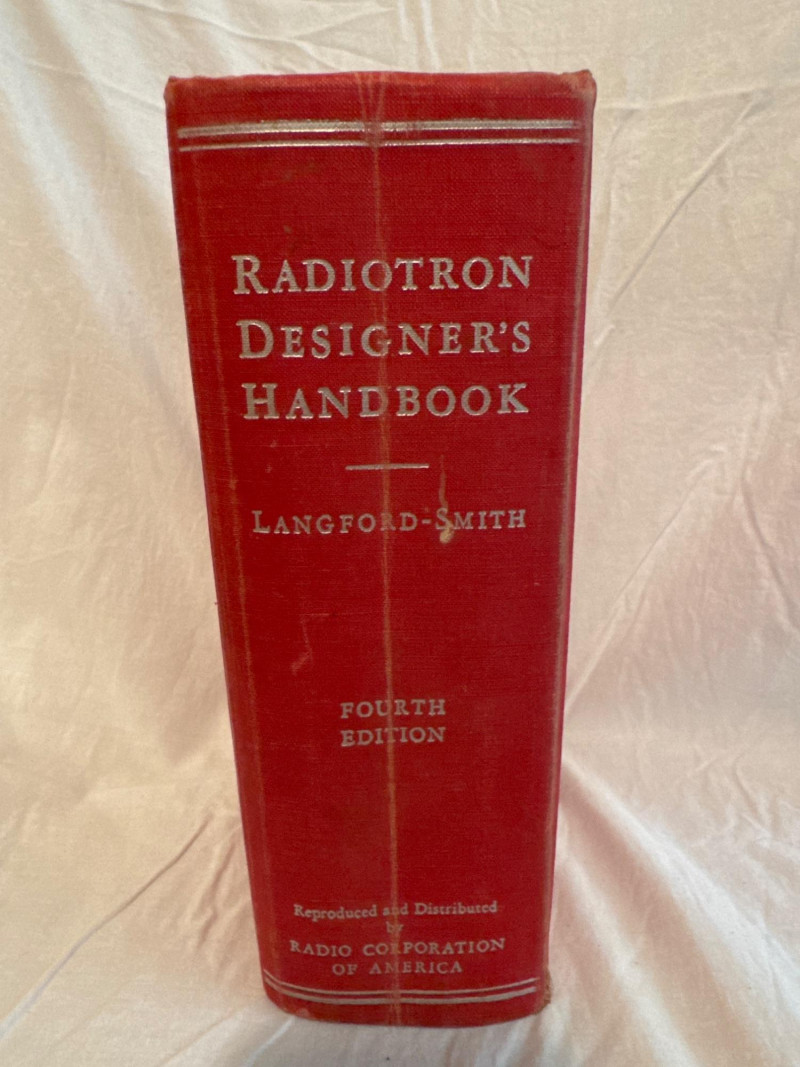 RADIOTRON
DESIGNER'S
HANDBOOK
LANGFORD-SMITH
FOURTH
EDITION
Reproduced and Distributed
by
RADIO CORPORATION
OF AMERICA